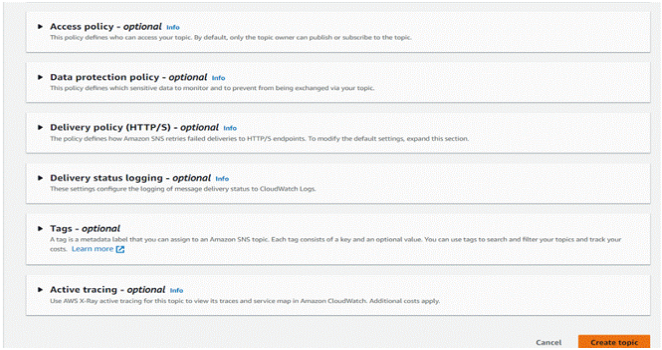 Access policy - optional Info
This policy defines who can access your topic. By default, only the topic owner can publish or subscribe to the topic.
Data protection policy - optional Info
This policy defines which sensitive data to monitor and to prevent from being exchanged via your topic.
Delivery policy (HTTP/S) - optional Info
The policy defines how Amazon SNS retries failed deliveries to HTTP/S endpoints. To modify the default settings, expand this section.
Delivery status logging - optional Info
These settings configure the logging of message delivery status to CloudWatch Logs.
Tags - optional
A tag is a metadata label that you can assign to an Amazon SNS topic. Each tag consists of a key and an optional value. You can use tags to search and filter your topics and track your
costs. Learn more
Active tracing - optional Info
Use AWS X-Ray active tracing for this topic to view its traces and service map in Amazon CloudWatch. Additional costs apply.
Cancel Create topic